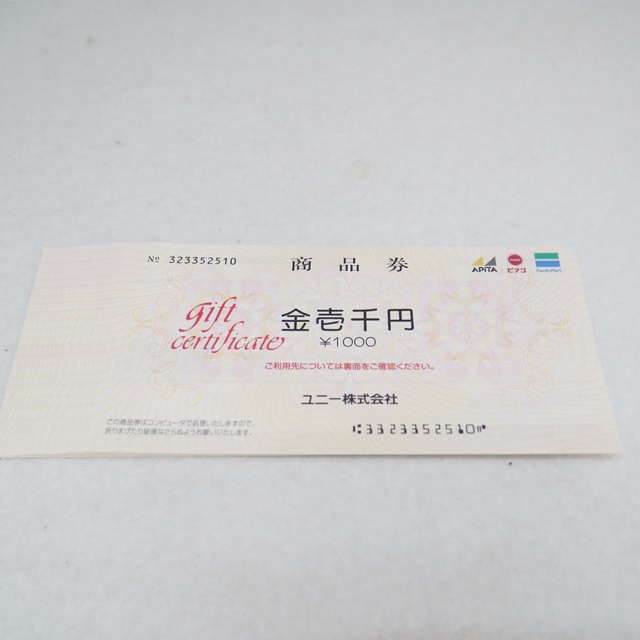 № 323352510
商品券
APiTA
ピアゴ
FamilyMart
gift
certificate
金壱千円
¥1000
ご利用先については裏面をご確認ください。
ユニー株式会社
この商品券はコンピュータで処理いたしますので、
折りまげたり破損などなさらぬようお願いいたします。
33323352510